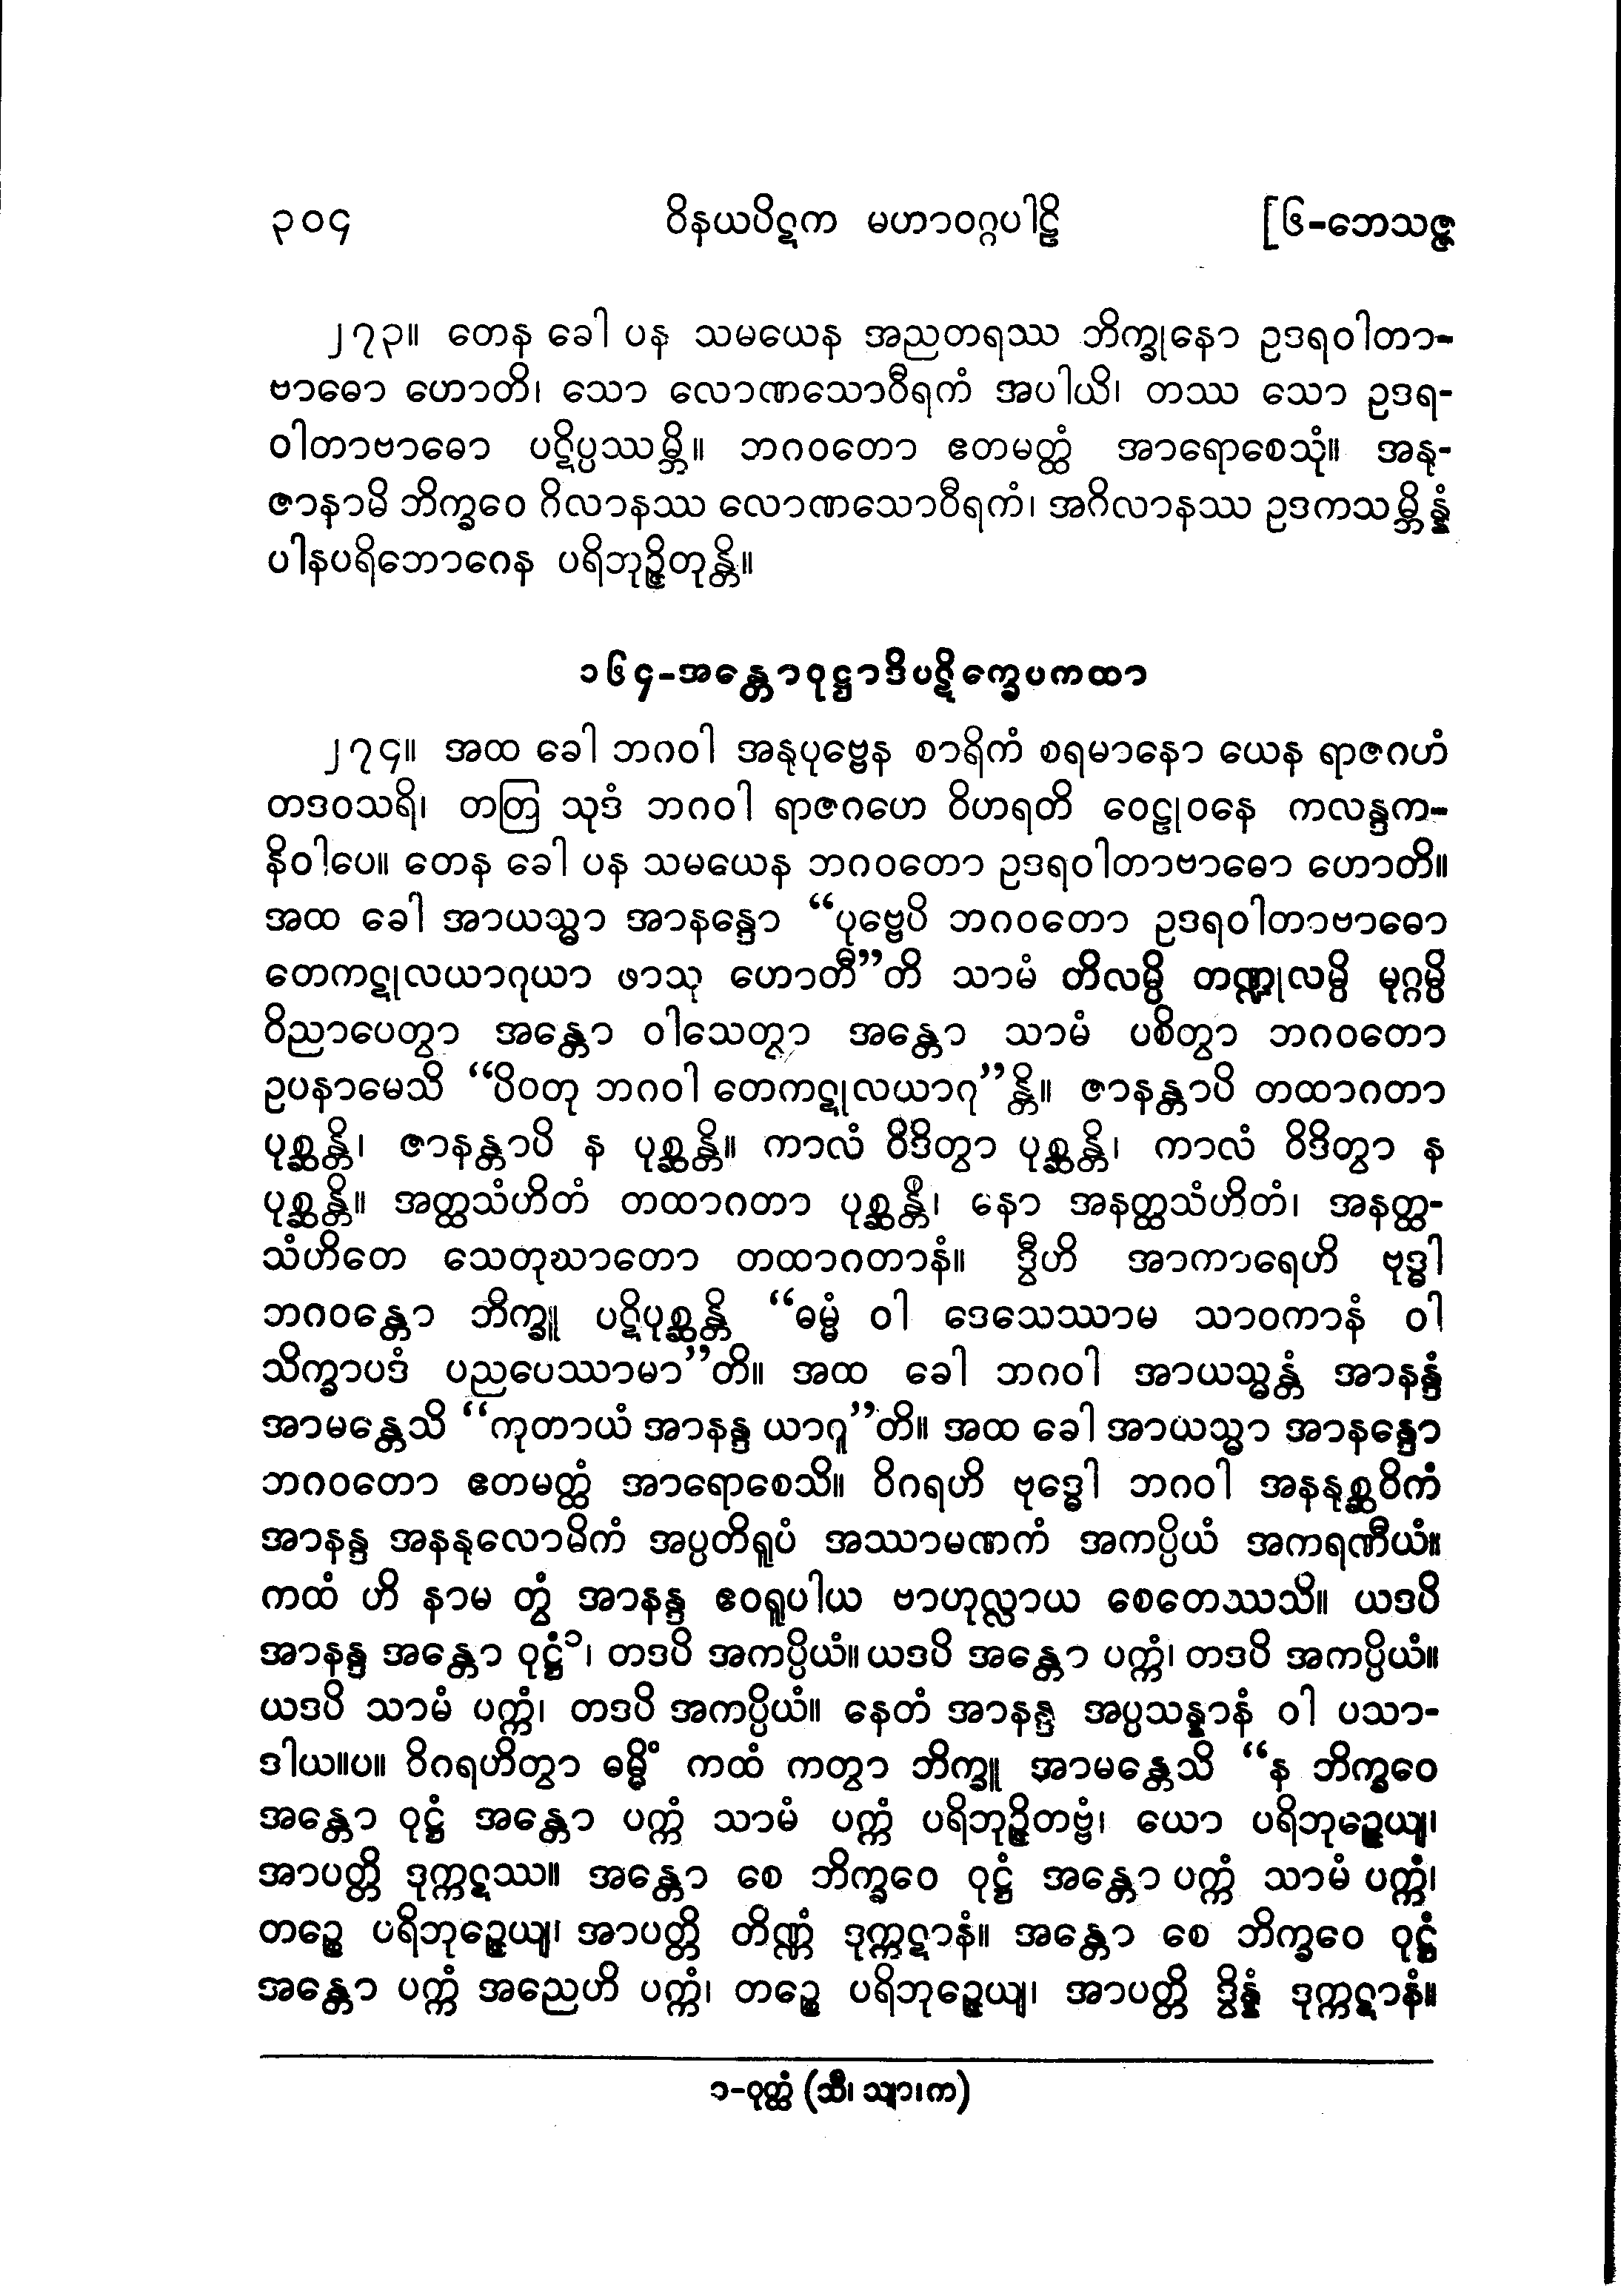 ၃၀၄ ဝိနယပိဋက မဟာဝဂ္ဂပါဠိ [၆-ဘေသဇ္ဇ
၂၇၃။ တေန ခေါ ပန သမယေန အညတရဿ ဘိက္ခုနော ဥဒရဝါတာ-
ဗာဓော ဟောတိ၊ သော လောဏသောဝီရကံ အပါယိ၊ တဿ သော ဥဒရ-
ဝါတာဗာဓော ပဋိပ္ပဿမ္ဘိ။ ဘဂဝတော ဧတမတ္ထံ အာရောစေသုံ။ အနု-
ဇာနာမိ ဘိက္ခဝေ ဂိလာနဿ လောဏသောဝီရကံ၊ အဂိလာနဿ ဥဒကသမ္ဘိန္နံ
ပါနပရိဘောဂေန ပရိဘုဉ္ဇိတုန္တိ။
၁၆၄-အန္တောဝုဋ္ဌာဒိပဋိက္ခေပကထာ
၂၇၄။ အထ ခေါ ဘဂဝါ အနုပုဗ္ဗေန စာရိကံ စရမာနော ယေန ရာဇဂဟံ
တဒဝသရိ၊ တတြ သုဒံ ဘဂဝါ ရာဇဂဟေ ဝိဟရတိ ဝေဠုဝနေ ကလန္ဒက-
နိဝါပေ။ တေန ခေါ ပန သမယေန ဘဂဝတော ဥဒရဝါတာဗာဓော ဟောတိ။
အထ ခေါ အာယသ္မာ အာနန္ဒော “ပုဗ္ဗေပိ ဘဂဝတော ဥဒရဝါတာဗာဓော
တေကဋုလယာဂုယာ ဖာသု ဟောတီ”တိ သာမံ တိလမ္ပိ တဏ္ဍုလမ္ပိ မုဂ္ဂမ္ပိ
ဝိညာပေတွာ အန္တော ဝါသေတွာ အန္တော သာမံ ပစိတွာ ဘဂဝတော
ဥပနာမေသိ “ပိဝတု ဘဂဝါ တေကဋုလယာဂု”န္တိ။ ဇာနန္တာပိ တထာဂတာ
ပုစ္ဆန္တိ၊ ဇာနန္တာပိ န ပုစ္ဆန္တိ။ ကာလံ ဝိဒိတွာ ပုစ္ဆန္တိ၊ ကာလံ ဝိဒိတွာ န
ပုစ္ဆန္တိ။ အတ္ထသံဟိတံ တထာဂတာ ပုစ္ဆန္တိ၊ နော အနတ္ထသံဟိတံ၊ အနတ္ထ-
သံဟိတေ သေတုဃာတော တထာဂတာနံ။ ဒွီဟိ အာကာရေဟိ ဗုဒ္ဓါ
ဘဂဝန္တော ဘိက္ခူ ပဋိပုစ္ဆန္တိ “ဓမ္မံ ဝါ ဒေသေဿာမ သာဝကာနံ ဝါ
သိက္ခာပဒံ ပညပေဿာမာ”တိ။ အထ ခေါ ဘဂဝါ အာယသ္မန္တံ အာနန္ဒံ
အာမန္တေသိ “ကုတာယံ အာနန္ဒ ယာဂူ”တိ။ အထ ခေါ အာယသ္မာ အာနန္ဒော
ဘဂဝတော ဧတမတ္ထံ အာရောစေသိ။ ဝိဂရဟိ ဗုဒ္ဓေါ ဘဂဝါ အနနုစ္ဆဝိကံ
အာနန္ဒ အနနုလောမိကံ အပ္ပတိရူပံ အဿာမဏကံ အကပ္ပိယံ အကရဏီယံ။
ကထံ ဟိ နာမ တွံ အာနန္ဒ ဧဝရူပါယ ဗာဟုလ္လာယ စေတေဿသိ။ ယဒပိ
အာနန္ဒ အန္တော ဝုဋ္ဌံ၁၊ တဒပိ အကပ္ပိယံ။ ယဒပိ အန္တော ပက္ကံ၊ တဒပိ အကပ္ပိယံ။
ယဒပိ သာမံ ပက္ကံ၊ တဒပိ အကပ္ပိယံ။ နေတံ အာနန္ဒ အပ္ပသန္နာနံ ဝါ ပသာ-
ဒါယ။ပ။ ဝိဂရဟိတွာ ဓမ္မိံ ကထံ ကတွာ ဘိက္ခူ အာမန္တေသိ “န ဘိက္ခဝေ
အန္တော ဝုဋ္ဌံ အန္တော ပက္ကံ သာမံ ပက္ကံ ပရိဘုဉ္ဇိတဗ္ဗံ၊ ယော ပရိဘုဉ္ဇေယျ၊
အာပတ္တိ ဒုက္ကဋဿ။ အန္တော စေ ဘိက္ခဝေ ဝုဋ္ဌံ အန္တော ပက္ကံ သာမံ ပက္ကံ၊
တဉ္စေ ပရိဘုဉ္ဇေယျ၊ အာပတ္တိ တိဏ္ဏံ ဒုက္ကဋာနံ။ အန္တော စေ ဘိက္ခဝေ ဝုဋ္ဌံ
အန္တော ပက္ကံ အညေဟိ ပက္ကံ၊ တဉ္စေ ပရိဘုဉ္ဇေယျ၊ အာပတ္တိ ဒွိန္နံ ဒုက္ကဋာနံ။
၁-ဝုတ္ထံ (သီ၊ သျာ၊က)